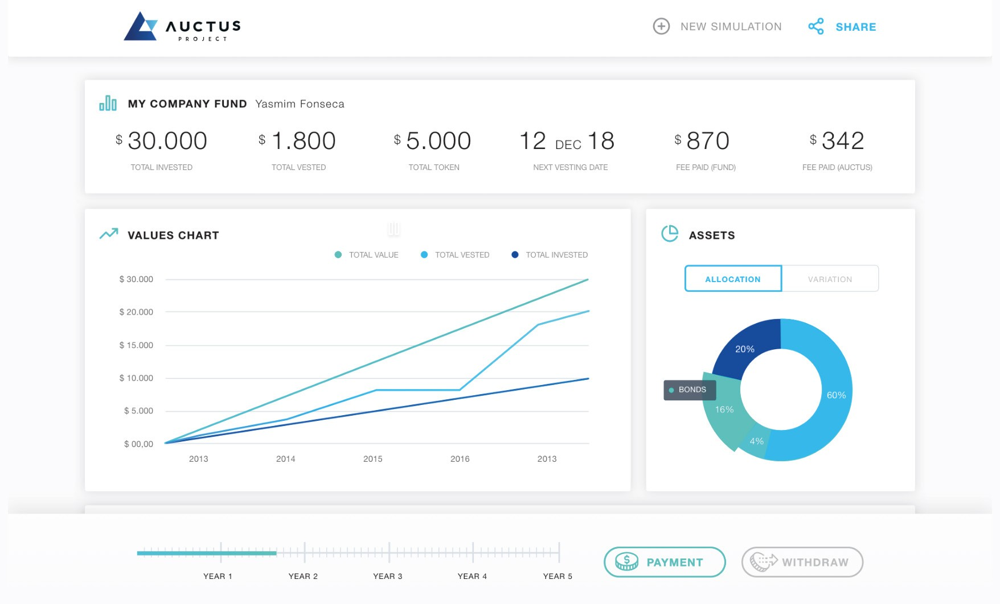 AUCTUS
PROJECT
NEW SIMULATION
SHARE
MY COMPANY FUND Yasmim Fonseca
$ 30.000
TOTAL INVESTED
$ 1.800
TOTAL VESTED
$ 5.000
TOTAL TOKEN
12 DEC 18
NEXT VESTING DATE
$ 870
FEE PAID (FUND)
$ 342
FEE PAID (AUCTUS)
VALUES CHART
TOTAL VALUE
TOTAL VESTED
TOTAL INVESTED
$ 30.000
$ 20.000
$ 15.000
$ 10.000
$ 5.000
$ 00,00
2013
2014
2015
2016
2013
ASSETS
ALLOCATION
VARIATION
20%
BONDS
60%
16%
4%
YEAR 1
YEAR 2
YEAR 3
YEAR 4
YEAR 5
$
PAYMENT
WITHDRAW